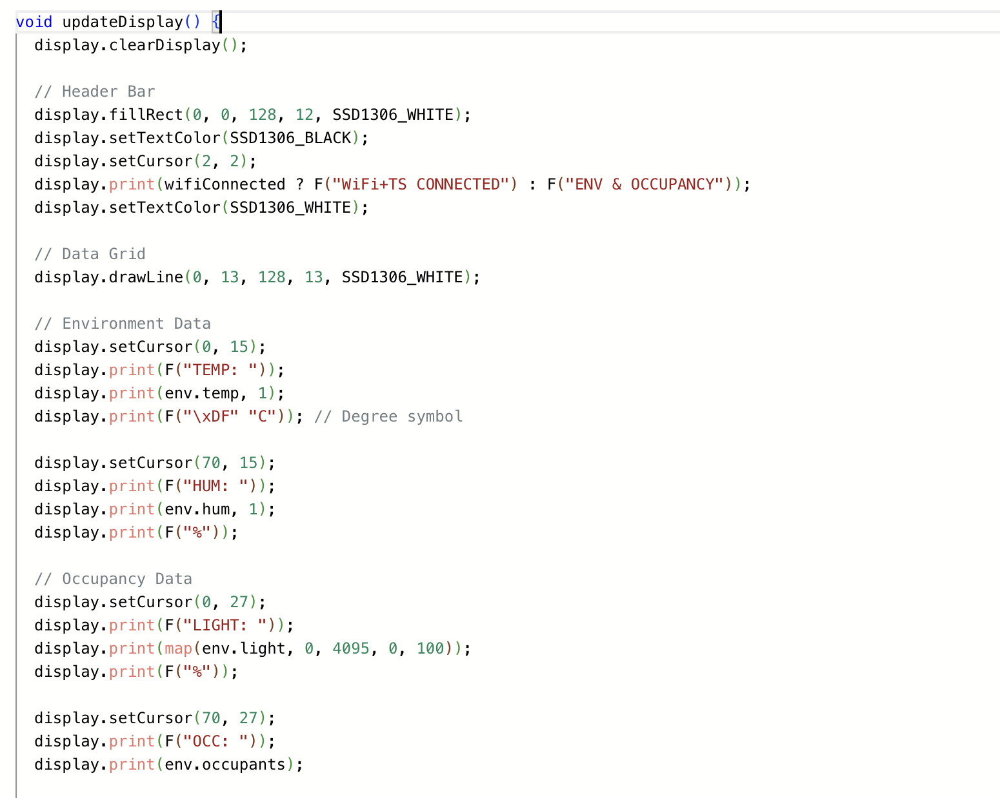 void updateDisplay() {
  display.clearDisplay();

  // Header Bar
  display.fillRect(0, 0, 128, 12, SSD1306_WHITE);
  display.setTextColor(SSD1306_BLACK);
  display.setCursor(2, 2);
  display.print(wifiConnected ? F("WiFi+TS CONNECTED") : F("ENV & OCCUPANCY"));
  display.setTextColor(SSD1306_WHITE);

  // Data Grid
  display.drawLine(0, 13, 128, 13, SSD1306_WHITE);

  // Environment Data
  display.setCursor(0, 15);
  display.print(F("TEMP: "));
  display.print(env.temp, 1);
  display.print(F("\xDF" "C")); // Degree symbol

  display.setCursor(70, 15);
  display.print(F("HUM: "));
  display.print(env.hum, 1);
  display.print(F("%"));

  // Occupancy Data
  display.setCursor(0, 27);
  display.print(F("LIGHT: "));
  display.print(map(env.light, 0, 4095, 0, 100));
  display.print(F("%"));

  display.setCursor(70, 27);
  display.print(F("OCC: "));
  display.print(env.occupants);